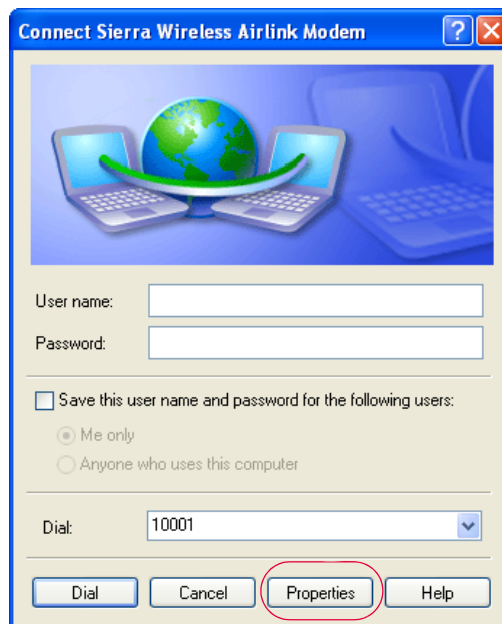 Connect Sierra Wireless Airlink Modem
User name:
Password:
Save this user name and password for the following users:
Me only
Anyone who uses this computer
Dial: 10001
Dial Cancel Properties Help